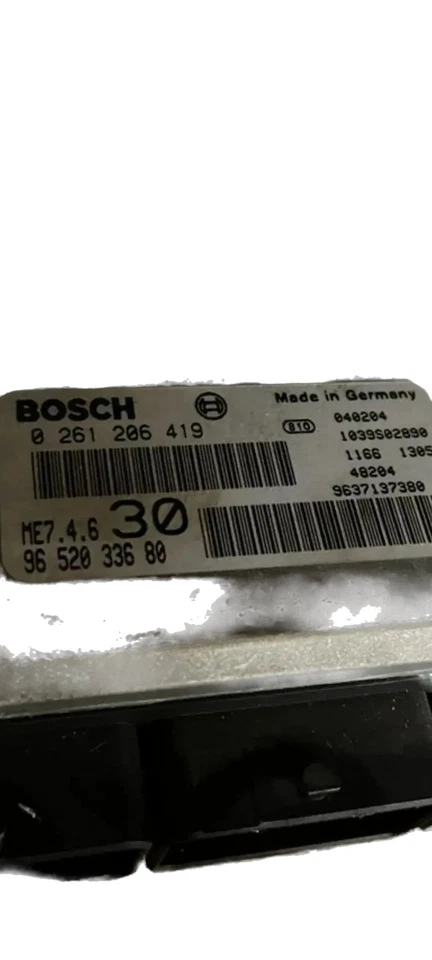 BOSCH
Made in Germany
0 261 206 419
810
040204
1039S02890
1166 1305
48204
9637137380
ME7.4.6 30
96 520 336 80